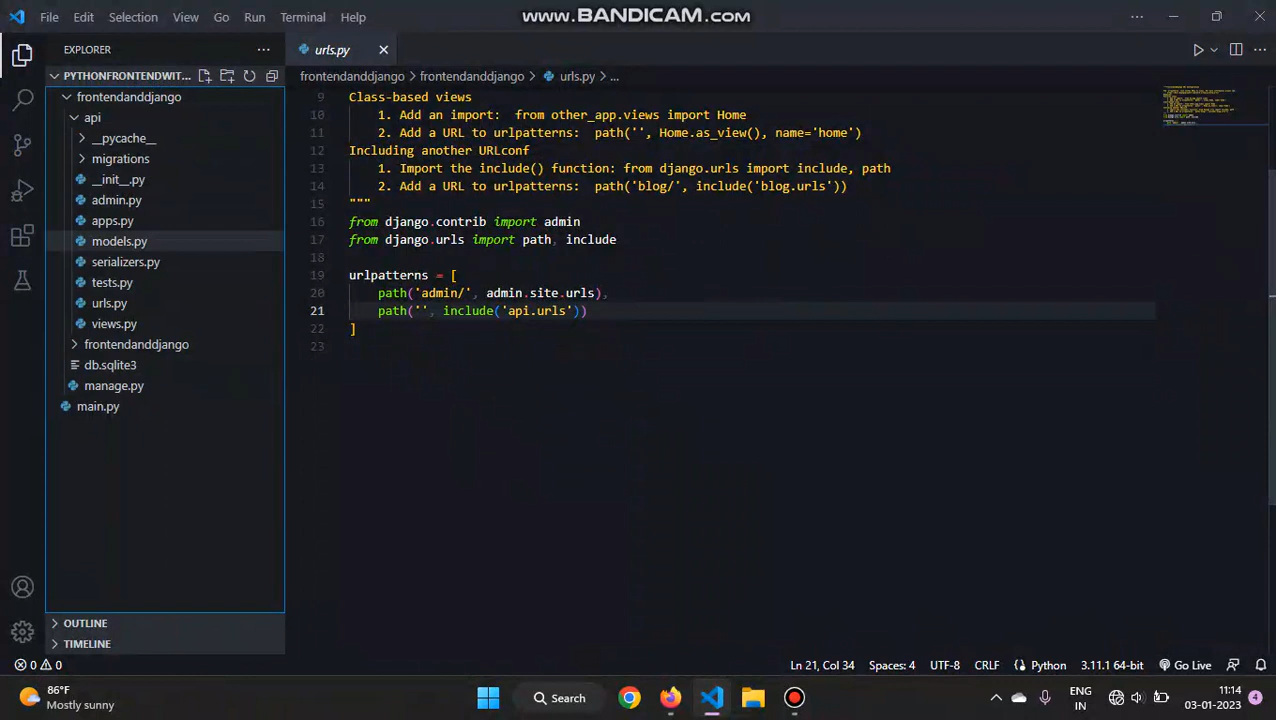 File Edit Selection View Go Run Terminal Help
www.BANDICAM.com
EXPLORER
urls.py
PYTHONFRONTENDWIT...
frontendanddjango > frontendanddjango > urls.py > ...
frontendanddjango
api
__pycache__
migrations
__init__.py
admin.py
apps.py
models.py
serializers.py
tests.py
urls.py
views.py
frontendanddjango
db.sqlite3
manage.py
main.py
OUTLINE
TIMELINE
9 Class-based views
10 1. Add an import: from other_app.views import Home
11 2. Add a URL to urlpatterns: path('', Home.as_view(), name='home')
12 Including another URLconf
13 1. Import the include() function: from django.urls import include, path
14 2. Add a URL to urlpatterns: path('blog/', include('blog.urls'))
15 """
16 from django.contrib import admin
17 from django.urls import path, include
18
19 urlpatterns = [
20 path('admin/', admin.site.urls),
21 path('', include('api.urls'))
22 ]
23
0 0 Ln 21, Col 34 Spaces: 4 UTF-8 CRLF Python 3.11.1 64-bit Go Live
86°F
Mostly sunny
Search
ENG
IN
11:14
03-01-2023
4